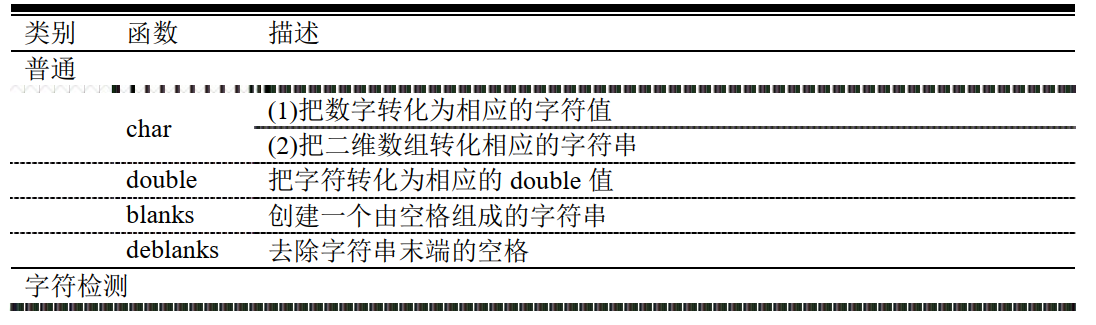 类别 函数 描述
普通
char (1)把数字转化为相应的字符值
(2)把二维数组转化相应的字符串
double 把字符转化为相应的 double 值
blanks 创建一个由空格组成的字符串
deblanks 去除字符串末端的空格
字符检测